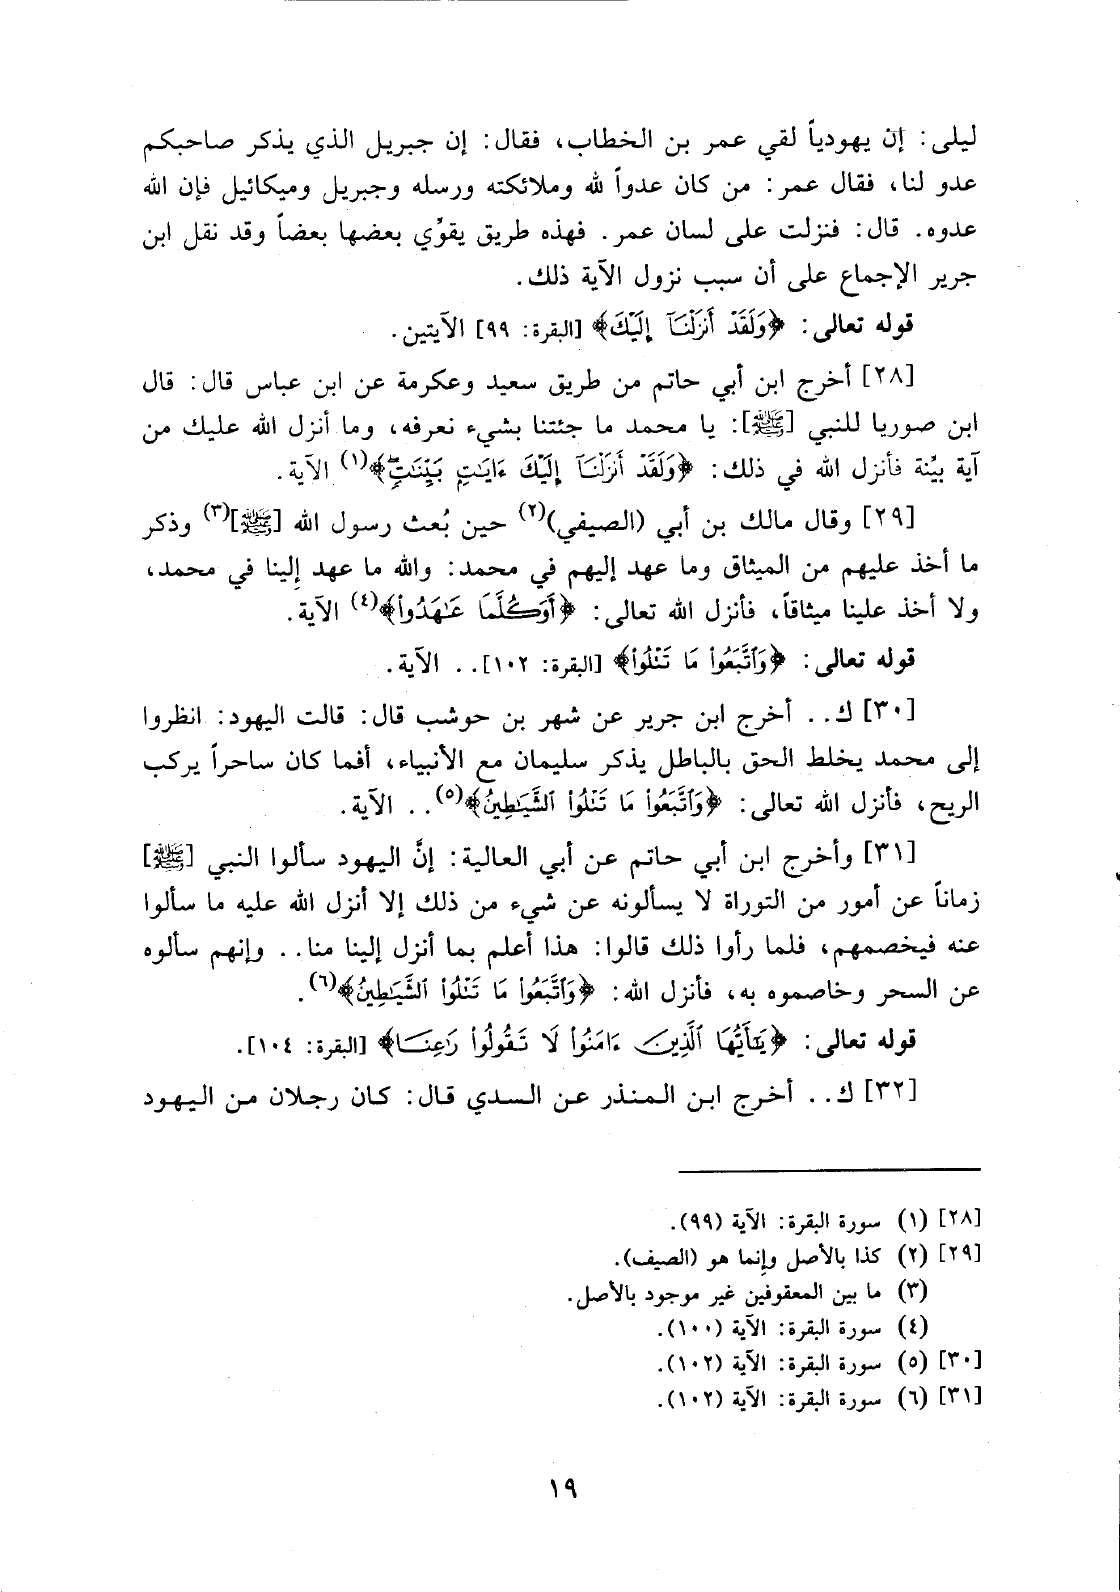 ليلى: إن يهودياً لقي عمر بن الخطاب، فقال: إن جبريل الذي يذكر صاحبكم
عدو لنا، فقال عمر: من كان عدواً لله وملائكته ورسله وجبريل وميكائيل فإن الله
عدوه. قال: فنزلت على لسان عمر. فهذه طريق يقوِّي بعضها بعضاً وقد نقل ابن
جرير الإجماع على أن سبب نزول الآية ذلك.
قوله تعالى: ﴿وَلَقَدْ أَنزَلْنَآ إِلَيْكَ﴾ [البقرة: ٩٩] الآيتين.
[٢٨] أخرج ابن أبي حاتم من طريق سعيد وعكرمة عن ابن عباس قال: قال
ابن صوريا للنبي [ﷺ]: يا محمد ما جئتنا بشيء نعرفه، وما أنزل الله عليك من
آية بيِّنة فأنزل الله في ذلك: ﴿وَلَقَدْ أَنزَلْنَآ إِلَيْكَ ءَايَٰتٍۭ بَيِّنَٰتٍۖ﴾(١) الآية.
[٢٩] وقال مالك بن أبي (الصيفي)(٢) حين بُعث رسول الله [ﷺ](٣) وذكر
ما أخذ عليهم من الميثاق وما عهد إليهم في محمد: والله ما عهد إلينا في محمد،
ولا أخذ علينا ميثاقاً، فأنزل الله تعالى: ﴿أَوَكُلَّمَا عَٰهَدُوا۟﴾(٤) الآية.
قوله تعالى: ﴿وَٱتَّبَعُوا۟ مَا تَتْلُوا۟﴾ [البقرة: ١٠٢].. الآية.
[٣٠] ك.. أخرج ابن جرير عن شهر بن حوشب قال: قالت اليهود: انظروا
إلى محمد يخلط الحق بالباطل يذكر سليمان مع الأنبياء، أفما كان ساحراً يركب
الريح، فأنزل الله تعالى: ﴿وَٱتَّبَعُوا۟ مَا تَتْلُوا۟ ٱلشَّيَٰطِينُ﴾(٥).. الآية.
[٣١] وأخرج ابن أبي حاتم عن أبي العالية: إنَّ اليهود سألوا النبي [ﷺ]
زماناً عن أمور من التوراة لا يسألونه عن شيء من ذلك إلا أنزل الله عليه ما سألوا
عنه فيخصمهم، فلما رأوا ذلك قالوا: هذا أعلم بما أنزل إلينا منا.. وإنهم سألوه
عن السحر وخاصموه به، فأنزل الله: ﴿وَٱتَّبَعُوا۟ مَا تَتْلُوا۟ ٱلشَّيَٰطِينُ﴾(٦).
قوله تعالى: ﴿يَٰٓأَيُّهَا ٱلَّذِينَ ءَامَنُوا۟ لَا تَقُولُوا۟ رَٰعِنَا﴾ [البقرة: ١٠٤].
[٣٢] ك.. أخرج ابن المنذر عن السدي قال: كان رجلان من اليهود
[٢٨] (١) سورة البقرة: الآية (٩٩).
[٢٩] (٢) كذا بالأصل وإنما هو (الصيف).
(٣) ما بين المعقوفين غير موجود بالأصل.
(٤) سورة البقرة: الآية (١٠٠).
[٣٠] (٥) سورة البقرة: الآية (١٠٢).
[٣١] (٦) سورة البقرة: الآية (١٠٢).
١٩